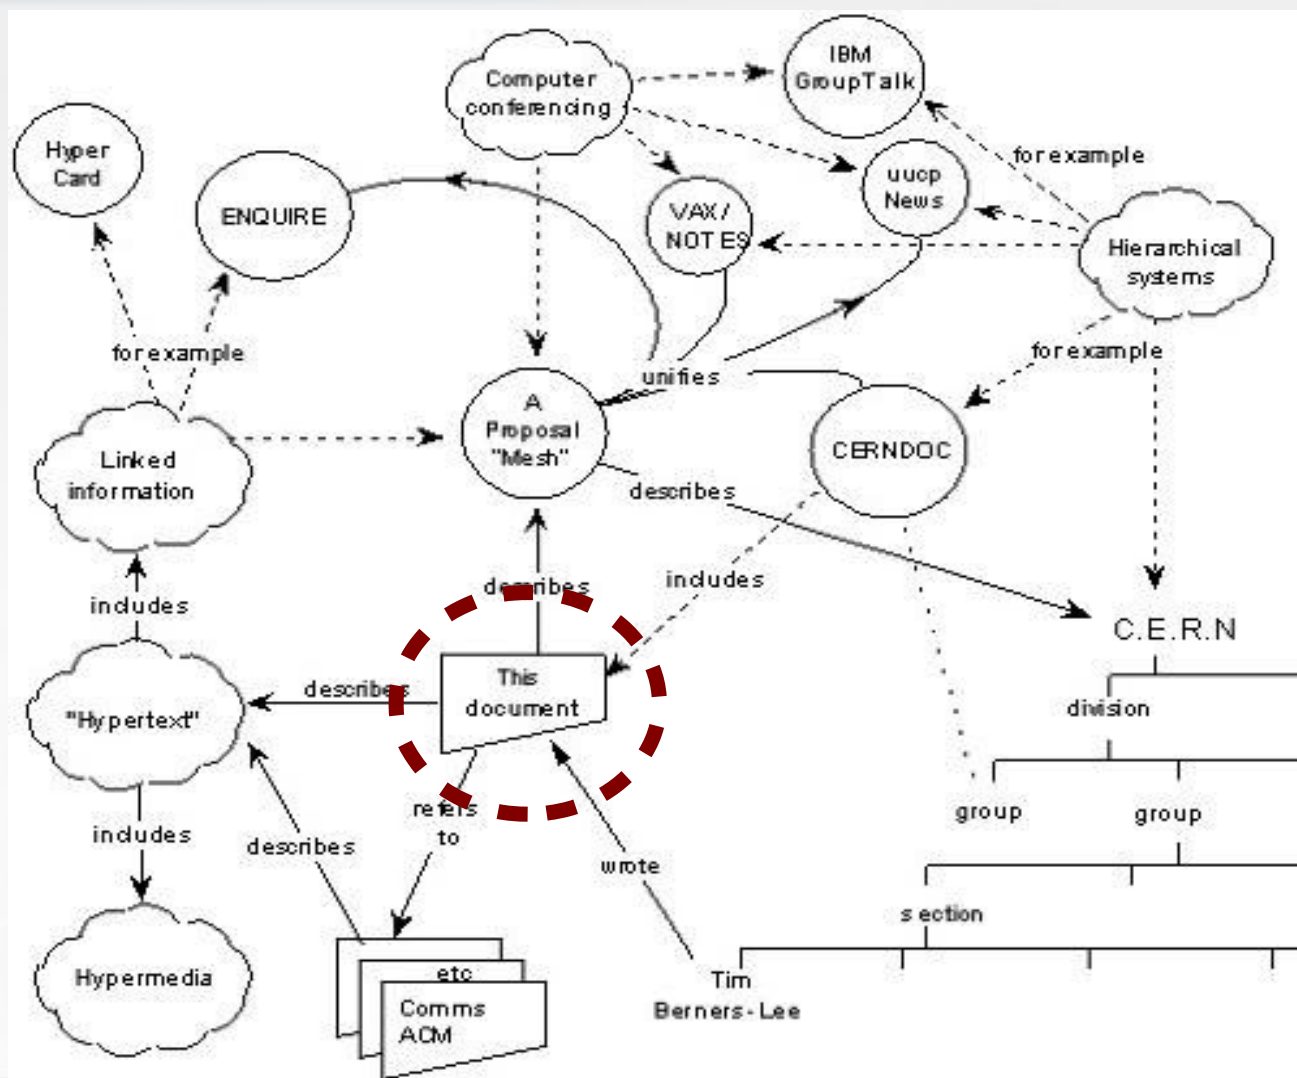 IBM
GroupTalk
Computer
conferencing
Hyper
Card
for example
uucp
News
ENQUIRE
VAX/
NOTES
Hierarchical
systems
for example
for example
unifies
A
Proposal
"Mesh"
CERNDOC
Linked
information
describes
describes
includes
includes
C.E.R.N
This
document
describes
"Hypertext"
division
refers
to
group
group
includes
describes
wrote
section
Hypermedia
etc
Tim
Berners-Lee
Comms
ACM